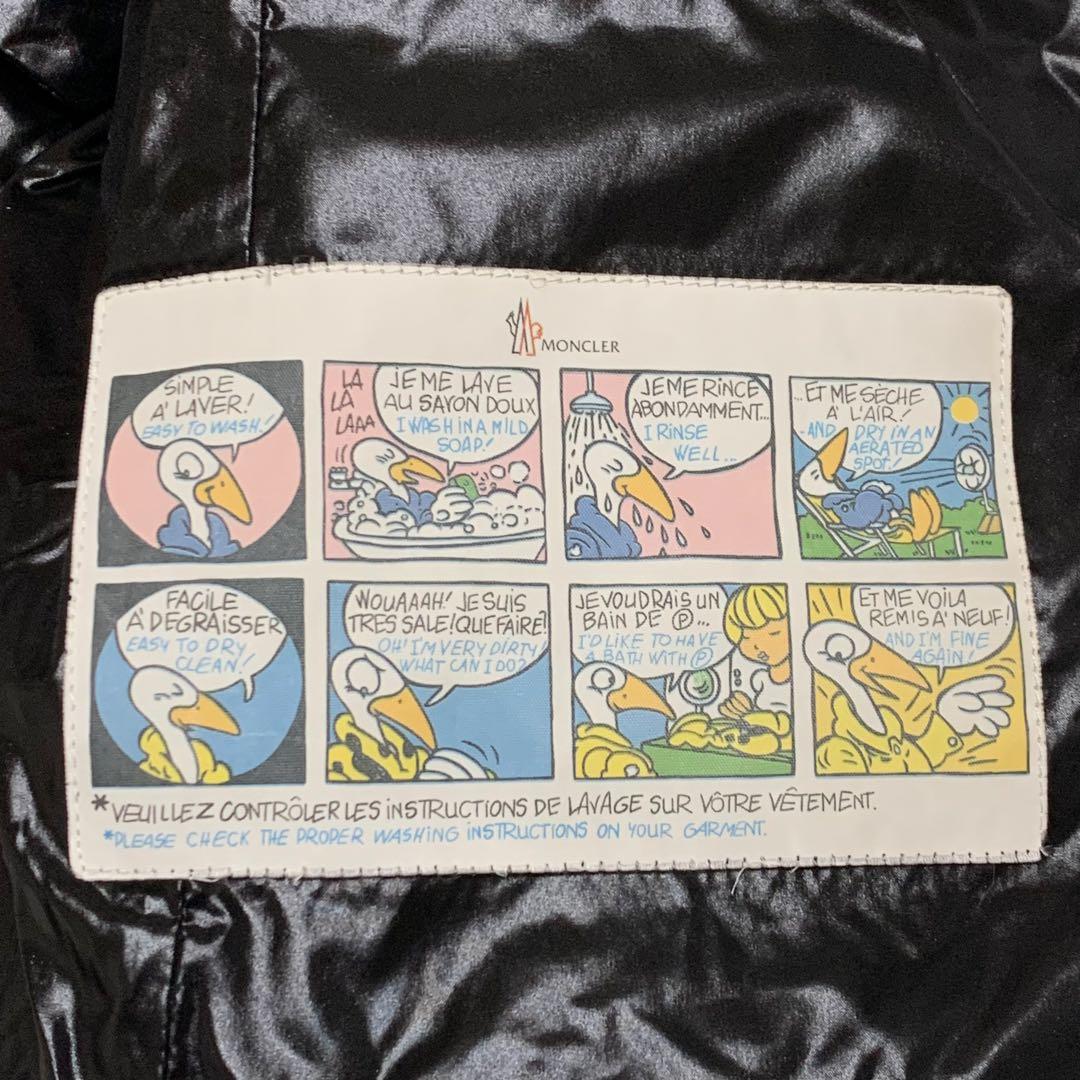 MONCLER
SIMPLE
A' LAVER!
EASY TO WASH!
LA
LA
LAAA
JE ME LAVE
AU SAVON DOUX
I WASH IN A MILD
SOAP!
JE ME RINCE
ABONDAMMENT...
I RINSE
WELL...
...ET ME SÈCHE
A' L'AIR!
-AND DRY IN AN
AERATED
SPOT!
FACILE
A' DEGRAISSER
EASY TO DRY
CLEAN!
WOUAAAH! JE SUIS
TRES SALE! QUE FAIRE?
OH! I'M VERY DIRTY!
WHAT CAN I DO?
JE VOUDRAIS UN
BAIN DE Ⓟ...
I'D LIKE TO HAVE
A BATH WITH Ⓟ
ET ME VOILA
REMIS A' NEUF!
AND I'M FINE
AGAIN!
*VEUILLEZ CONTRÔLER LES INSTRUCTIONS DE LAVAGE SUR VÔTRE VÊTEMENT.
*PLEASE CHECK THE PROPER WASHING INSTRUCTIONS ON YOUR GARMENT.